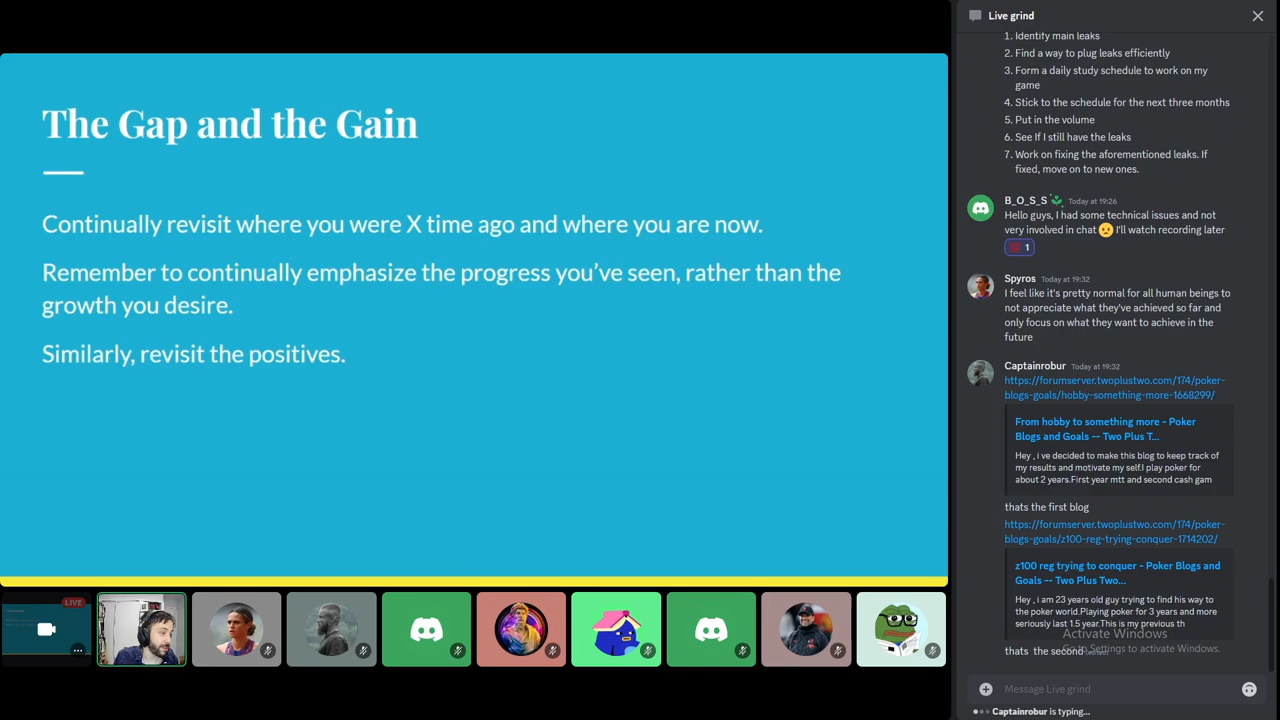 The Gap and the Gain
Continually revisit where you were X time ago and where you are now.
Remember to continually emphasize the progress you've seen, rather than the
growth you desire.
Similarly, revisit the positives.
LIVE
Live grind
1. Identify main leaks
2. Find a way to plug leaks efficiently
3. Form a daily study schedule to work on my
game
4. Stick to the schedule for the next three months
5. Put in the volume
6. See If I still have the leaks
7. Work on fixing the aforementioned leaks. If
fixed, move on to new ones.
B_O_S_S Today at 19:26
Hello guys, I had some technical issues and not
very involved in chat I'll watch recording later
1
Spyros Today at 19:32
I feel like it's pretty normal for all human beings to
not appreciate what they've achieved so far and
only focus on what they want to achieve in the
future
Captainrobur Today at 19:32
https://forumserver.twoplustwo.com/174/poker-
blogs-goals/hobby-something-more-1668299/
From hobby to something more - Poker
Blogs and Goals -- Two Plus T...
Hey , i ve decided to make this blog to keep track of
my results and motivate my self.I play poker for
about 2 years.First year mtt and second cash gam
thats the first blog
https://forumserver.twoplustwo.com/174/poker-
blogs-goals/z100-reg-trying-conquer-1714202/
z100 reg trying to conquer - Poker Blogs and
Goals -- Two Plus Two...
Hey , i am 23 years old guy trying to find his way to
the poker world.Playing poker for 3 years and more
seriously last 1.5 year.This is my previous th
Activate Windows
thats the second (edited)
Go to Settings to activate Windows.
Message Live grind
Captainrobur is typing...